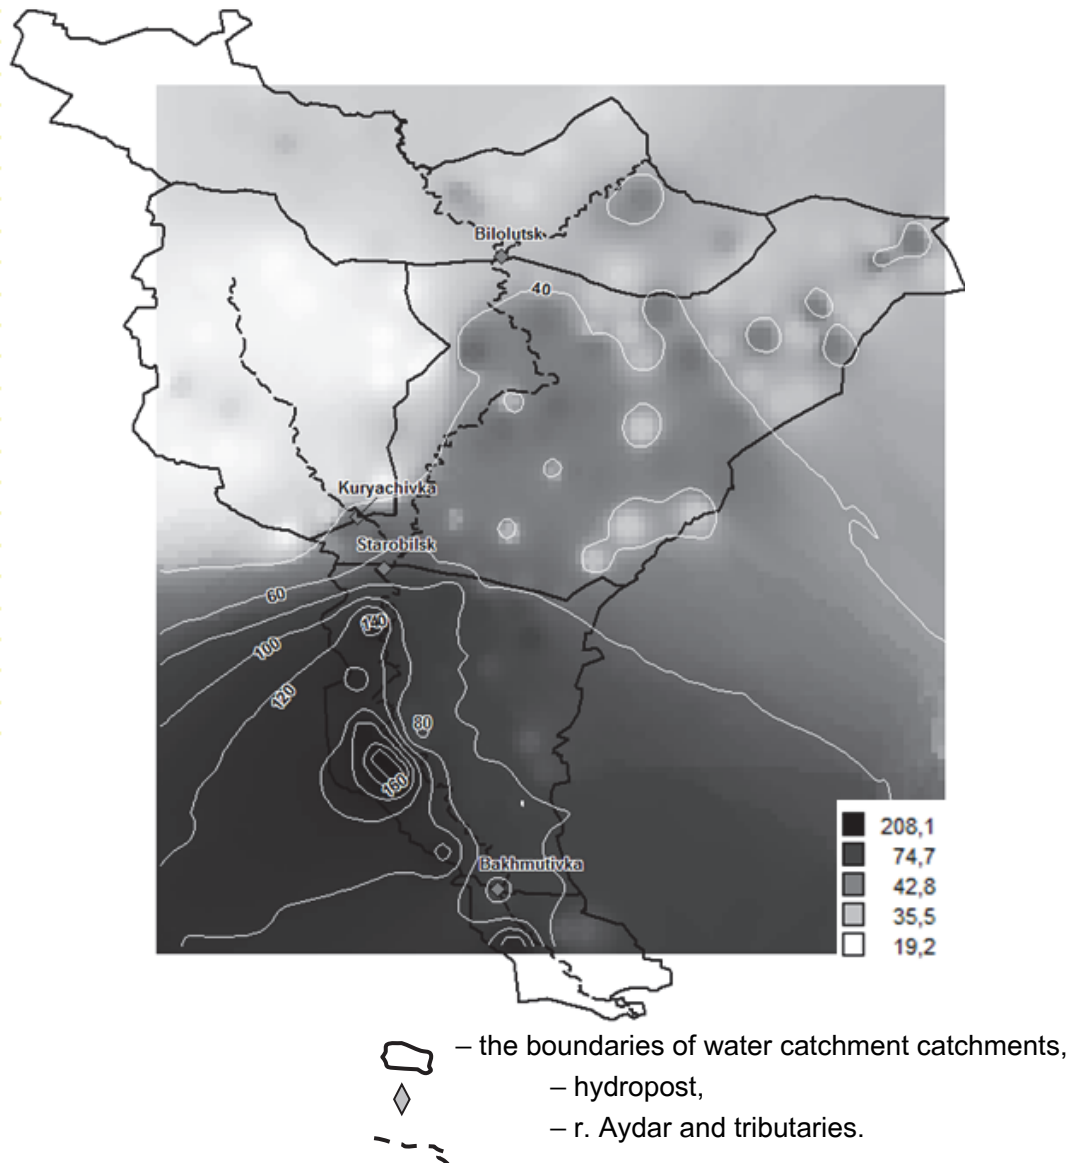 Bilolutsk
40
Kuryachivka
Starobilsk
60
140
100
120
80
160
208,1
Bakhmutivka
74,7
42,8
35,5
19,2
– the boundaries of water catchment catchments,
– hydropost,
– r. Aydar and tributaries.